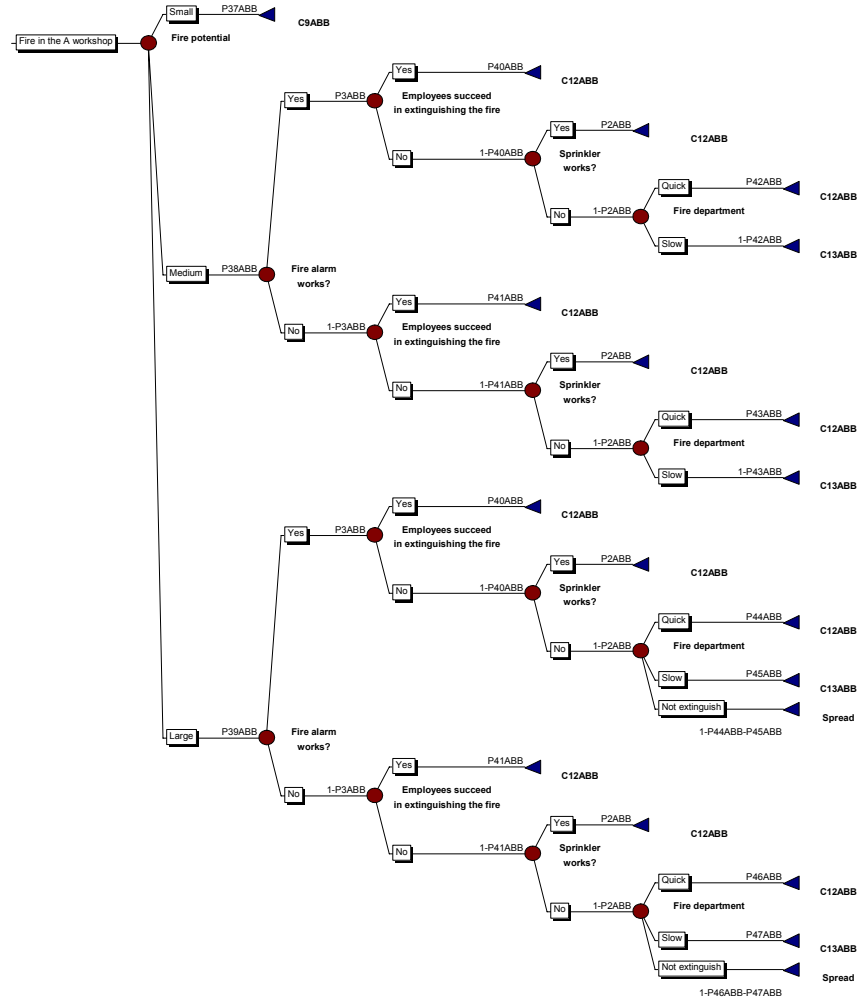 Small
P37ABB
C9ABB
Fire in the A workshop
Fire potential
Yes
P40ABB
C12ABB
Yes
P3ABB
Employees succeed
in extinguishing the fire
Yes
P2ABB
C12ABB
No
1-P40ABB
Sprinkler
works?
Quick
P42ABB
C12ABB
No
1-P2ABB
Fire department
Slow
1-P42ABB
C13ABB
Medium
P38ABB
Fire alarm
works?
Yes
P41ABB
C12ABB
No
1-P3ABB
Employees succeed
in extinguishing the fire
Yes
P2ABB
C12ABB
No
1-P41ABB
Sprinkler
works?
Quick
P43ABB
C12ABB
No
1-P2ABB
Fire department
Slow
1-P43ABB
C13ABB
Yes
P40ABB
C12ABB
Yes
P3ABB
Employees succeed
in extinguishing the fire
Yes
P2ABB
C12ABB
No
1-P40ABB
Sprinkler
works?
Quick
P44ABB
C12ABB
No
1-P2ABB
Fire department
Slow
P45ABB
C13ABB
Not extinguish
Spread
1-P44ABB-P45ABB
Large
P39ABB
Fire alarm
works?
Yes
P41ABB
C12ABB
No
1-P3ABB
Employees succeed
in extinguishing the fire
Yes
P2ABB
C12ABB
No
1-P41ABB
Sprinkler
works?
Quick
P46ABB
C12ABB
No
1-P2ABB
Fire department
Slow
P47ABB
C13ABB
Not extinguish
Spread
1-P46ABB-P47ABB